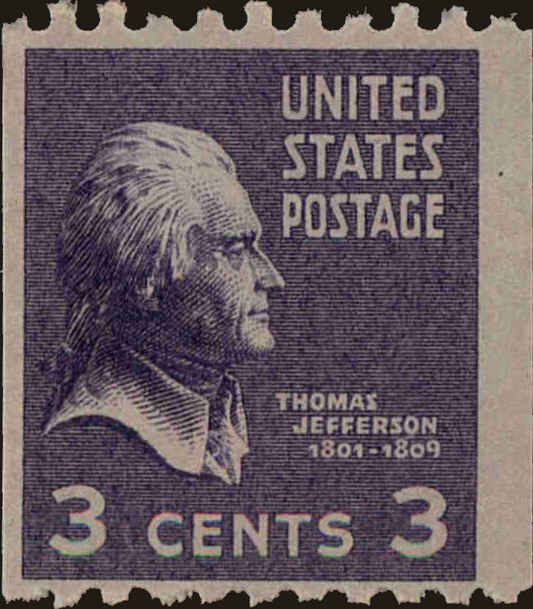 UNITED
STATES
POSTAGE
THOMAS
JEFFERSON
1801-1809
3 CENTS 3